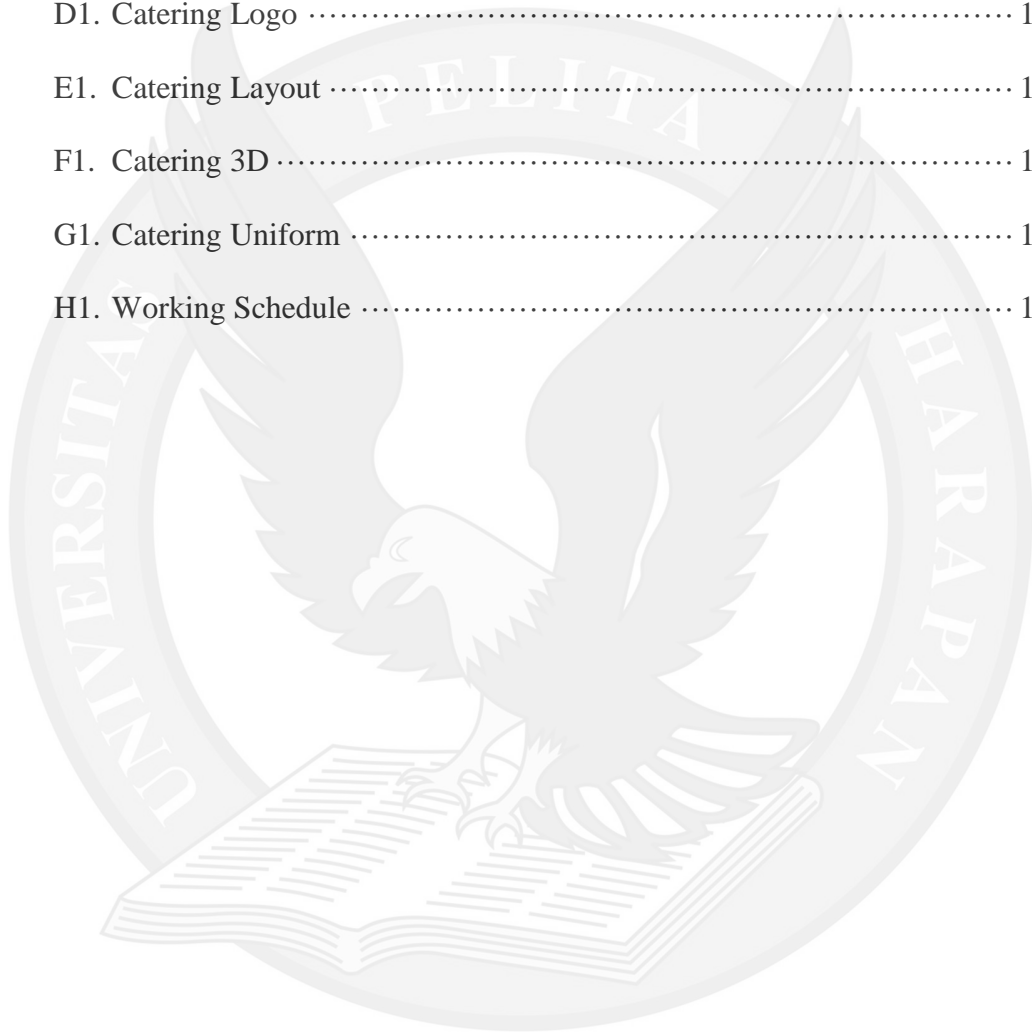 D1. Catering Logo ································································ 1
E1. Catering Layout ······························································ 1
F1. Catering 3D ··································································· 1
G1. Catering Uniform ···························································· 1
H1. Working Schedule ··························································· 1
UNIVERSITAS PELITA HARAPAN